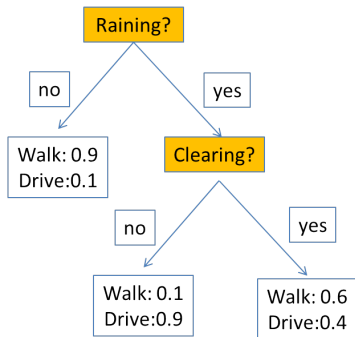 Raining?
no
yes
Walk: 0.9
Drive:0.1
Clearing?
no
yes
Walk: 0.1
Drive:0.9
Walk: 0.6
Drive:0.4